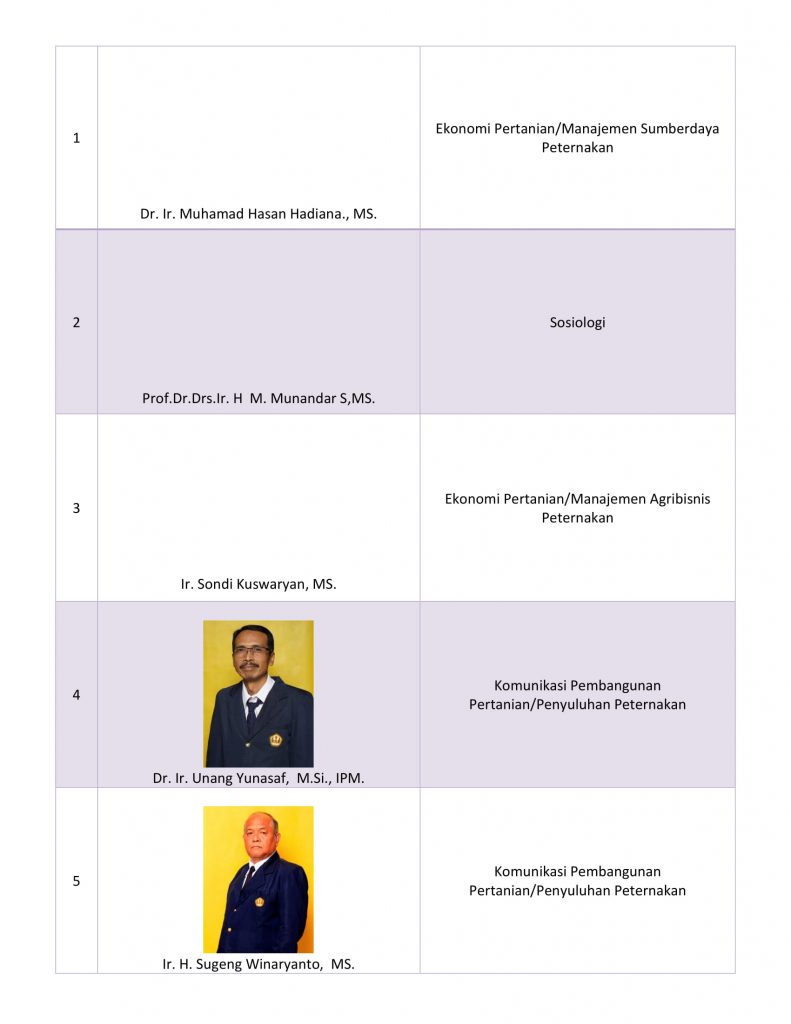 1
Dr. Ir. Muhamad Hasan Hadiana., MS.
Ekonomi Pertanian/Manajemen Sumberdaya
Peternakan
2
Prof.Dr.Drs.Ir. H  M. Munandar S,MS.
Sosiologi
3
Ir. Sondi Kuswaryan, MS.
Ekonomi Pertanian/Manajemen Agribisnis
Peternakan
4
Dr. Ir. Unang Yunasaf,  M.Si., IPM.
Komunikasi Pembangunan
Pertanian/Penyuluhan Peternakan
5
Ir. H. Sugeng Winaryanto,  MS.
Komunikasi Pembangunan
Pertanian/Penyuluhan Peternakan